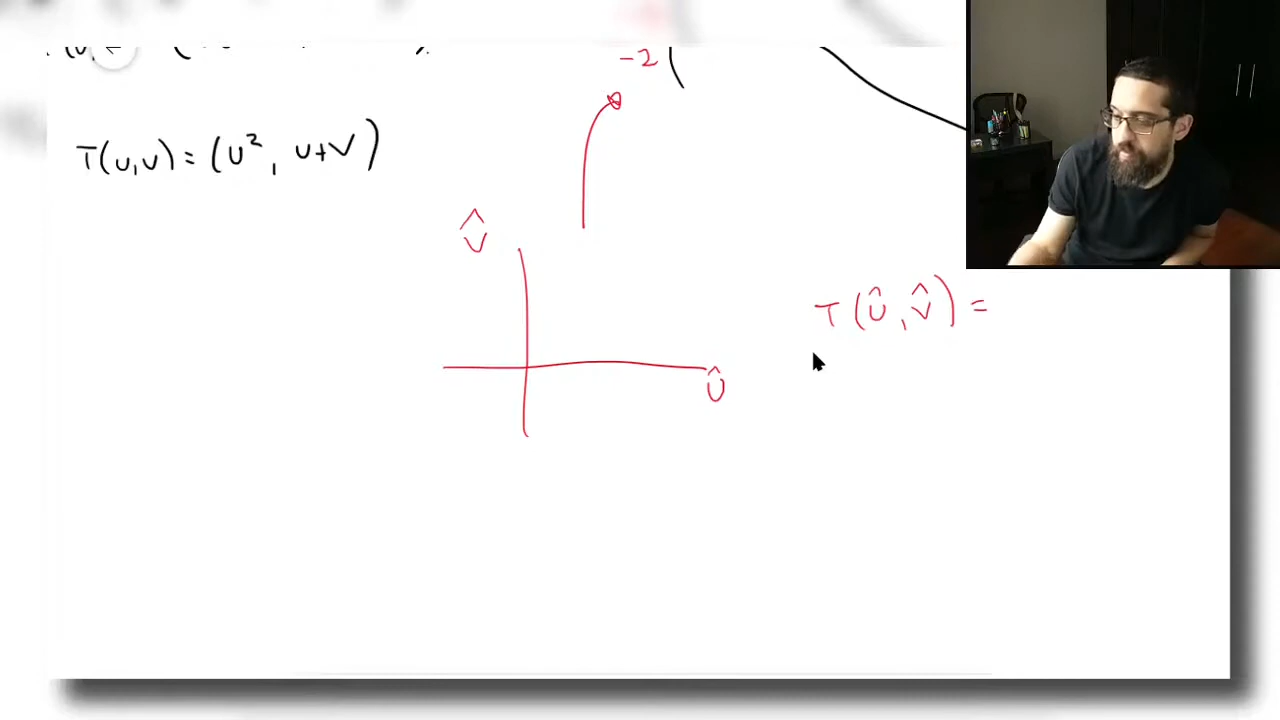 -2
T(u,v) = (u², u+v)
v̂
T(û, v̂) =
û